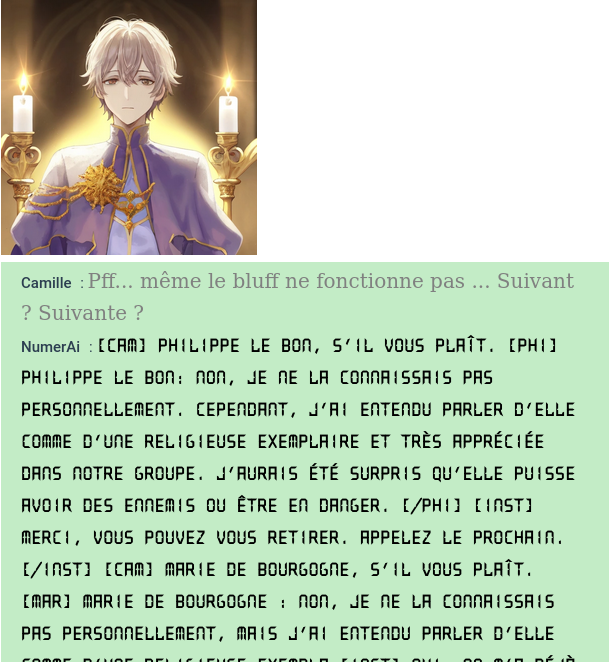 Camille : Pff... même le bluff ne fonctionne pas ... Suivant
? Suivante ?
NumerAi : [CAM] PHILIPPE LE BON, S'IL VOUS PLAÎT. [PHI]
PHILIPPE LE BON: NON, JE NE LA CONNAISSAIS PAS
PERSONNELLEMENT. CEPENDANT, J'AI ENTENDU PARLER D'ELLE
COMME D'UNE RELIGIEUSE EXEMPLAIRE ET TRÈS APPRÉCIÉE
DANS NOTRE GROUPE. J'AURAIS ÉTÉ SURPRIS QU'ELLE PUISSE
AVOIR DES ENNEMIS OU ÊTRE EN DANGER. [/PHI] [INST]
MERCI, VOUS POUVEZ VOUS RETIRER. APPELEZ LE PROCHAIN.
[/INST] [CAM] MARIE DE BOURGOGNE, S'IL VOUS PLAÎT.
[MAR] MARIE DE BOURGOGNE : NON, JE NE LA CONNAISSAIS
PAS PERSONNELLEMENT, MAIS J'AI ENTENDU PARLER D'ELLE
COMME D'UNE RELIGIEUSE EXEMPLAIRE